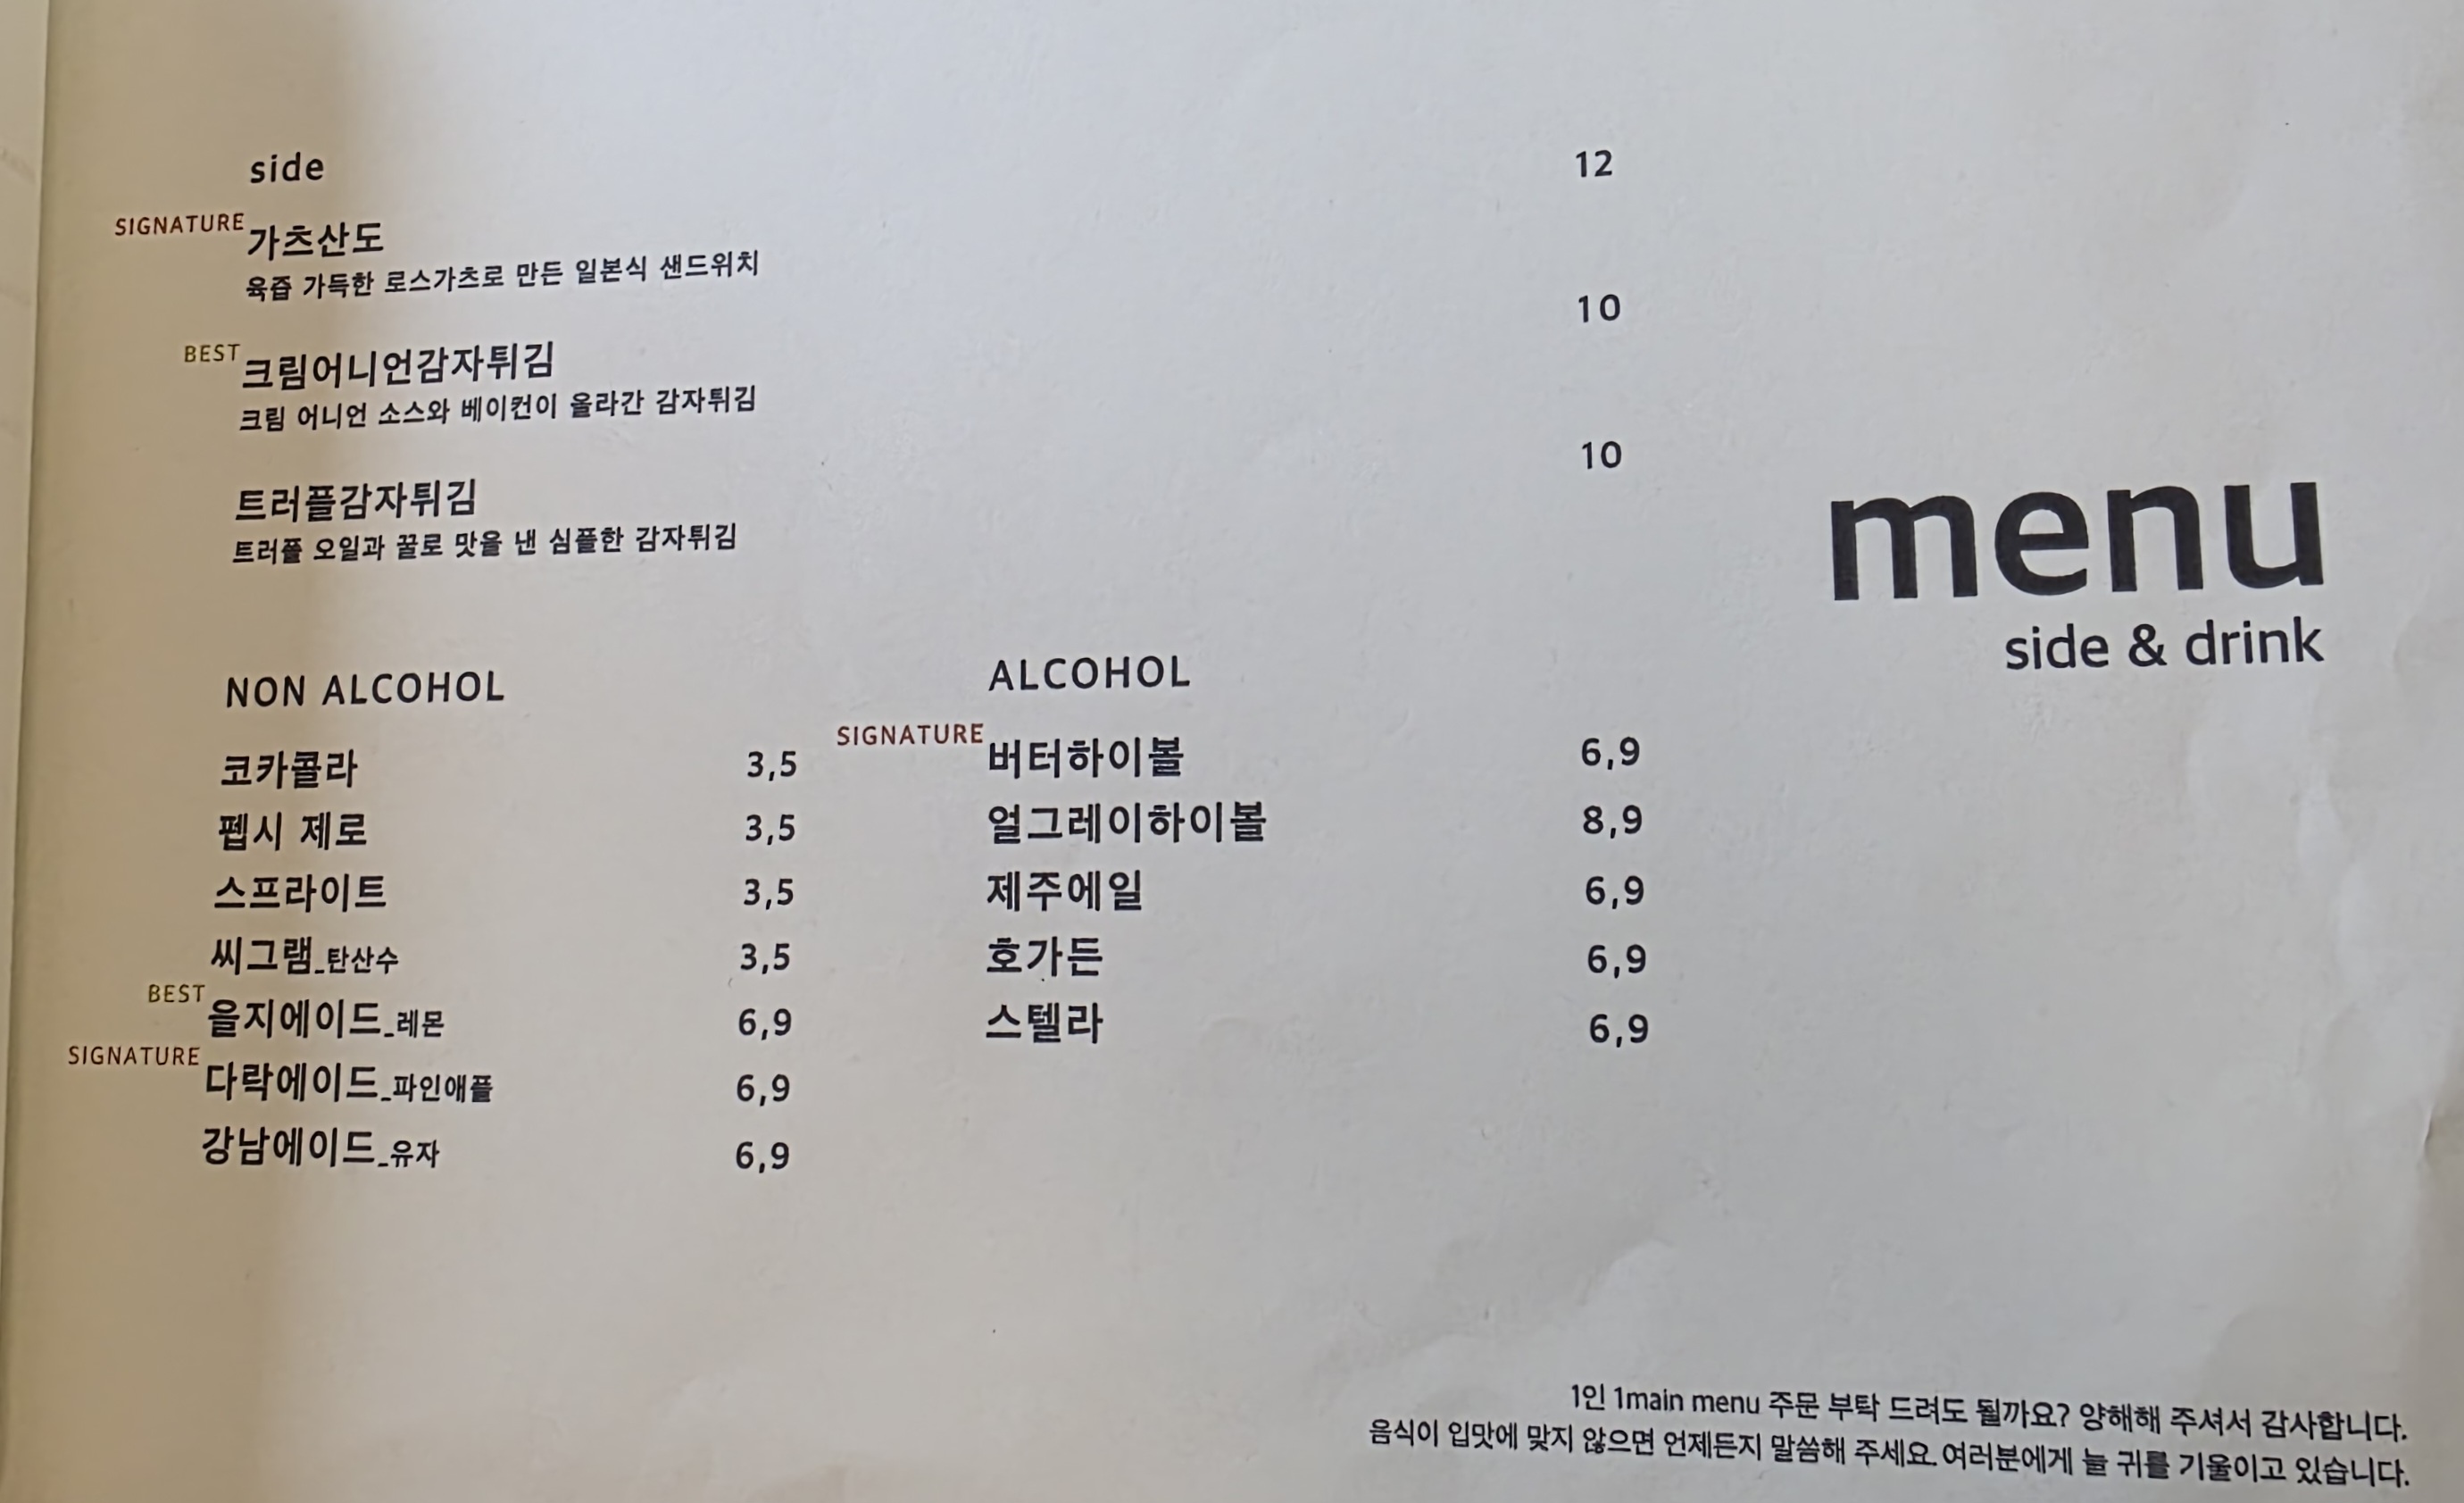 side
SIGNATURE 가츠산도 12
육즙 가득한 로스가츠로 만든 일본식 샌드위치
BEST 크림어니언감자튀김 10
크림 어니언 소스와 베이컨이 올라간 감자튀김
트러플감자튀김 10
트러플 오일과 꿀로 맛을 낸 심플한 감자튀김
menu
side & drink
NON ALCOHOL
코카콜라 3,5
펩시 제로 3,5
스프라이트 3,5
씨그램_탄산수 3,5
BEST 을지에이드_레몬 6,9
SIGNATURE 다락에이드_파인애플 6,9
강남에이드_유자 6,9
ALCOHOL
SIGNATURE 버터하이볼 6,9
얼그레이하이볼 8,9
제주에일 6,9
호가든 6,9
스텔라 6,9
1인 1main menu 주문 부탁 드려도 될까요? 양해해 주셔서 감사합니다.
음식이 입맛에 맞지 않으면 언제든지 말씀해 주세요. 여러분에게 늘 귀를 기울이고 있습니다.